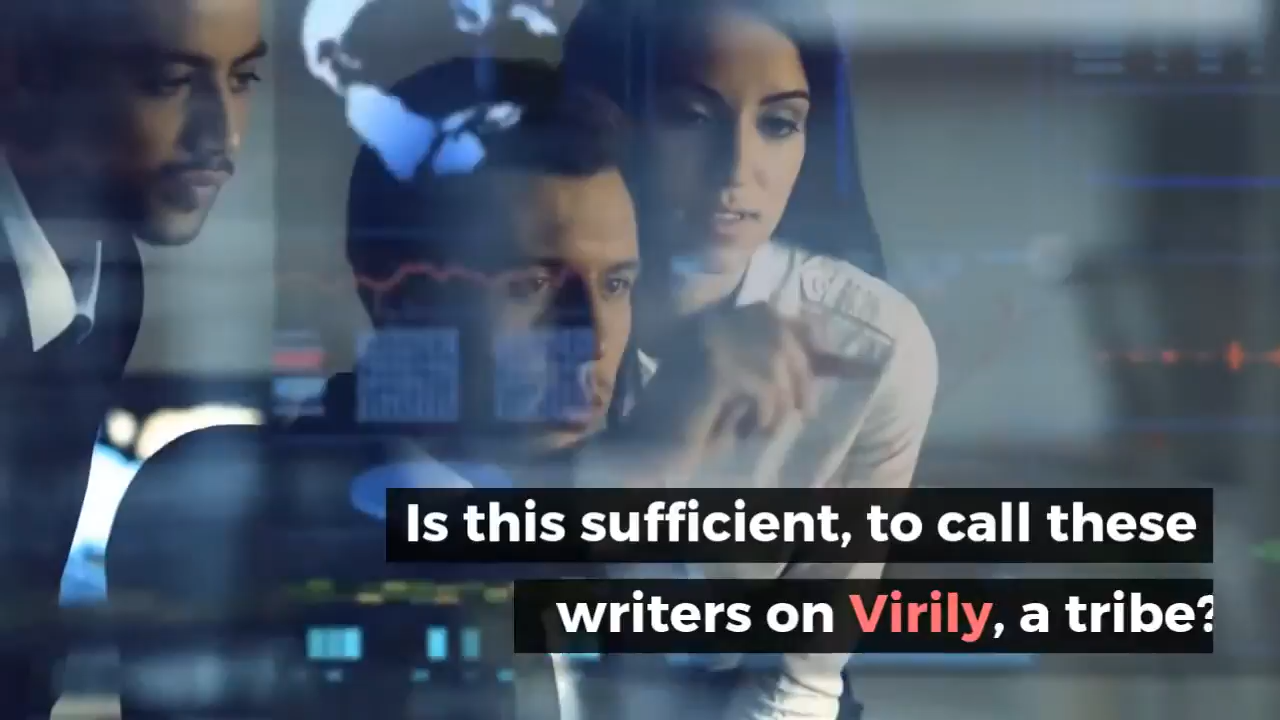 Is this sufficient, to call these
writers on Virily, a tribe?